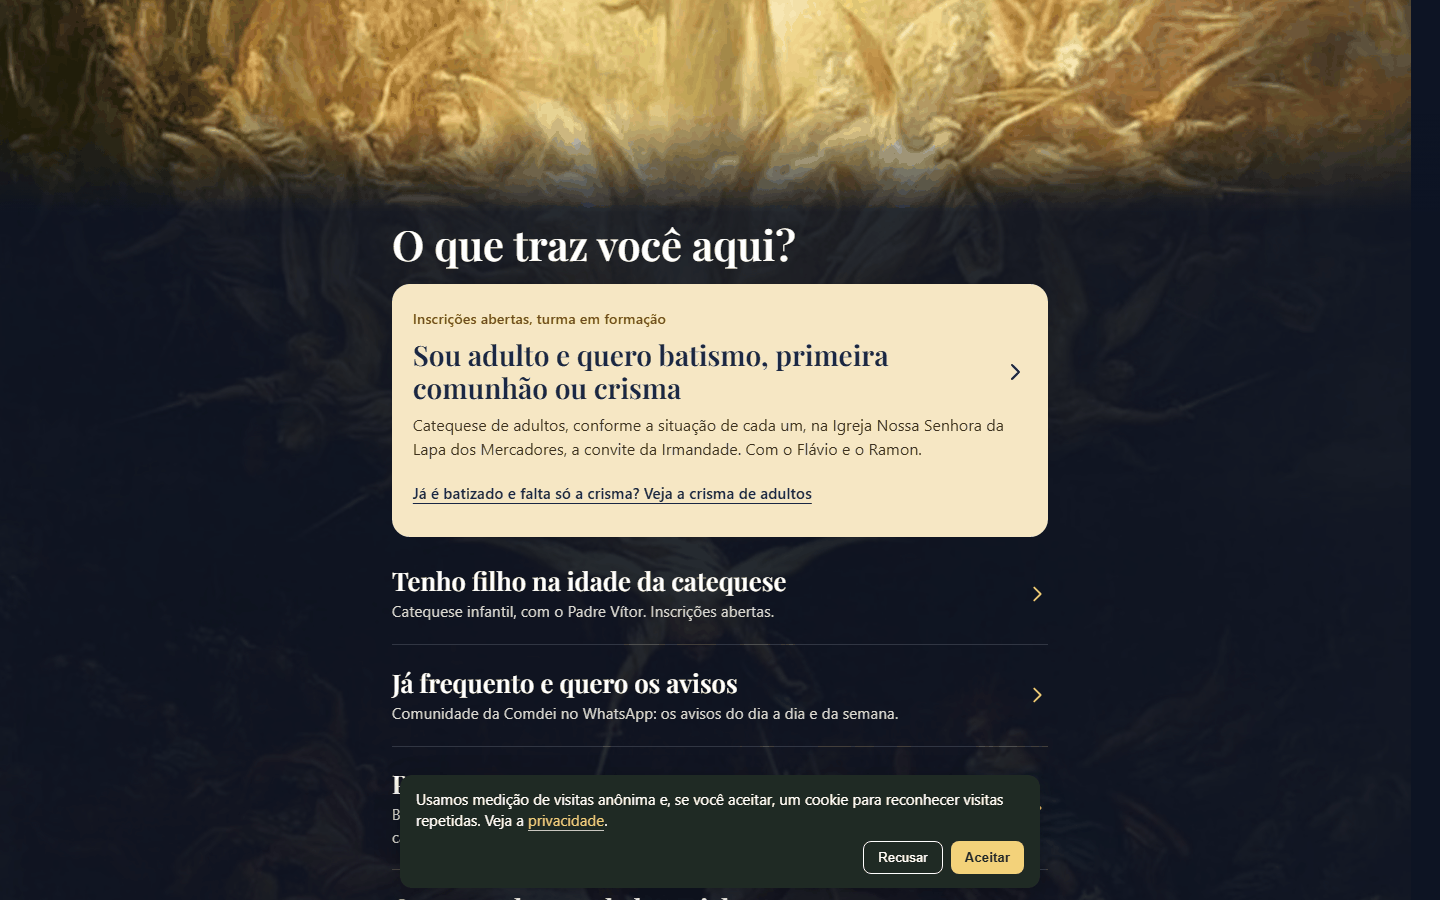 O que traz você aqui?
Inscrições abertas, turma em formação
Sou adulto e quero batismo, primeira
comunhão ou crisma
Catequese de adultos, conforme a situação de cada um, na Igreja Nossa Senhora da
Lapa dos Mercadores, a convite da Irmandade. Com o Flávio e o Ramon.
Já é batizado e falta só a crisma? Veja a crisma de adultos
Tenho filho na idade da catequese
Catequese infantil, com o Padre Vítor. Inscrições abertas.
Já frequento e quero os avisos
Comunidade da Comdei no WhatsApp: os avisos do dia a dia e da semana.
Usamos medição de visitas anônima e, se você aceitar, um cookie para reconhecer visitas
repetidas. Veja a privacidade.
Recusar
Aceitar